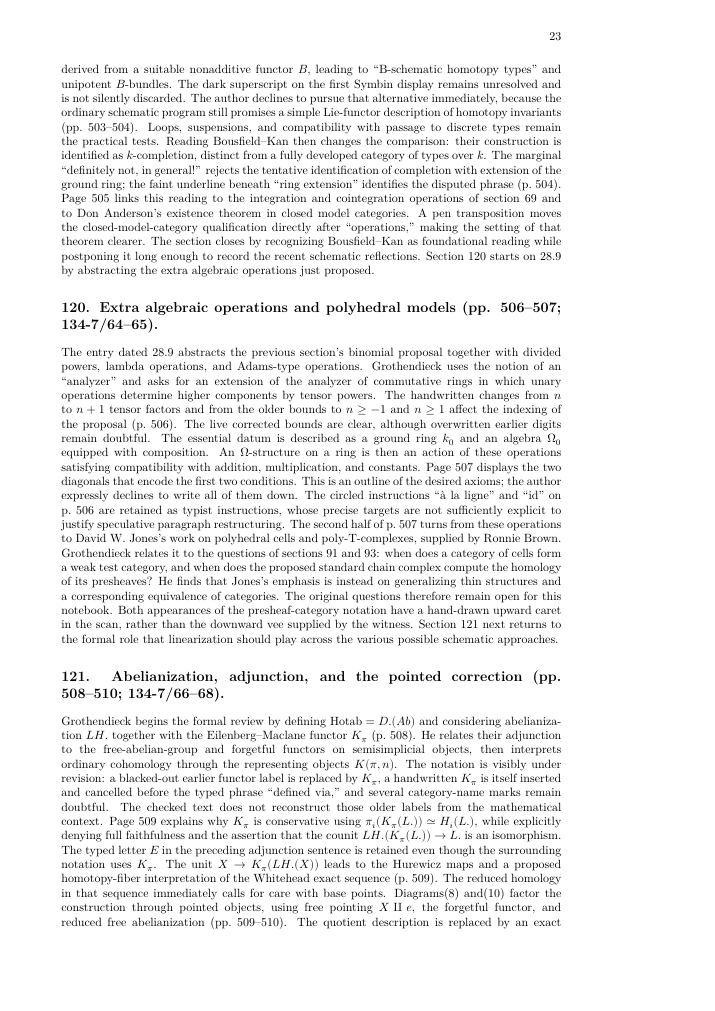 23
derived from a suitable nonadditive functor B, leading to “B-schematic homotopy types” and
unipotent B-bundles. The dark superscript on the first Symbin display remains unresolved and
is not silently discarded. The author declines to pursue that alternative immediately, because the
ordinary schematic program still promises a simple Lie-functor description of homotopy invariants
(pp. 503–504). Loops, suspensions, and compatibility with passage to discrete types remain
the practical tests. Reading Bousfield–Kan then changes the comparison: their construction is
identified as k-completion, distinct from a fully developed category of types over k. The marginal
“definitely not, in general!” rejects the tentative identification of completion with extension of the
ground ring; the faint underline beneath “ring extension” identifies the disputed phrase (p. 504).
Page 505 links this reading to the integration and cointegration operations of section 69 and
to Don Anderson’s existence theorem in closed model categories. A pen transposition moves
the closed-model-category qualification directly after “operations,” making the setting of that
theorem clearer. The section closes by recognizing Bousfield–Kan as foundational reading while
postponing it long enough to record the recent schematic reflections. Section 120 starts on 28.9
by abstracting the extra algebraic operations just proposed.
120. Extra algebraic operations and polyhedral models (pp. 506–507;
134-7/64–65).
The entry dated 28.9 abstracts the previous section’s binomial proposal together with divided
powers, lambda operations, and Adams-type operations. Grothendieck uses the notion of an
“analyzer” and asks for an extension of the analyzer of commutative rings in which unary
operations determine higher components by tensor powers. The handwritten changes from n
to n + 1 tensor factors and from the older bounds to n ≥ −1 and n ≥ 1 affect the indexing of
the proposal (p. 506). The live corrected bounds are clear, although overwritten earlier digits
remain doubtful. The essential datum is described as a ground ring k₀ and an algebra Ω₀
equipped with composition. An Ω-structure on a ring is then an action of these operations
satisfying compatibility with addition, multiplication, and constants. Page 507 displays the two
diagonals that encode the first two conditions. This is an outline of the desired axioms; the author
expressly declines to write all of them down. The circled instructions “à la ligne” and “id” on
p. 506 are retained as typist instructions, whose precise targets are not sufficiently explicit to
justify speculative paragraph restructuring. The second half of p. 507 turns from these operations
to David W. Jones’s work on polyhedral cells and poly-T-complexes, supplied by Ronnie Brown.
Grothendieck relates it to the questions of sections 91 and 93: when does a category of cells form
a weak test category, and when does the proposed standard chain complex compute the homology
of its presheaves? He finds that Jones’s emphasis is instead on generalizing thin structures and
a corresponding equivalence of categories. The original questions therefore remain open for this
notebook. Both appearances of the presheaf-category notation have a hand-drawn upward caret
in the scan, rather than the downward vee supplied by the witness. Section 121 next returns to
the formal role that linearization should play across the various possible schematic approaches.
121. Abelianization, adjunction, and the pointed correction (pp.
508–510; 134-7/66–68).
Grothendieck begins the formal review by defining Hotab = D.(Ab) and considering abelianiza-
tion LH. together with the Eilenberg–Maclane functor K_π (p. 508). He relates their adjunction
to the free-abelian-group and forgetful functors on semisimplicial objects, then interprets
ordinary cohomology through the representing objects K(π, n). The notation is visibly under
revision: a blacked-out earlier functor label is replaced by K_π, a handwritten K_π is itself inserted
and cancelled before the typed phrase “defined via,” and several category-name marks remain
doubtful. The checked text does not reconstruct those older labels from the mathematical
context. Page 509 explains why K_π is conservative using π_i(K_π(L.)) ≃ H_i(L.), while explicitly
denying full faithfulness and the assertion that the counit LH.(K_π(L.)) → L. is an isomorphism.
The typed letter E in the preceding adjunction sentence is retained even though the surrounding
notation uses K_π. The unit X → K_π(LH.(X)) leads to the Hurewicz maps and a proposed
homotopy-fiber interpretation of the Whitehead exact sequence (p. 509). The reduced homology
in that sequence immediately calls for care with base points. Diagrams(8) and(10) factor the
construction through pointed objects, using free pointing X II e, the forgetful functor, and
reduced free abelianization (pp. 509–510). The quotient description is replaced by an exact